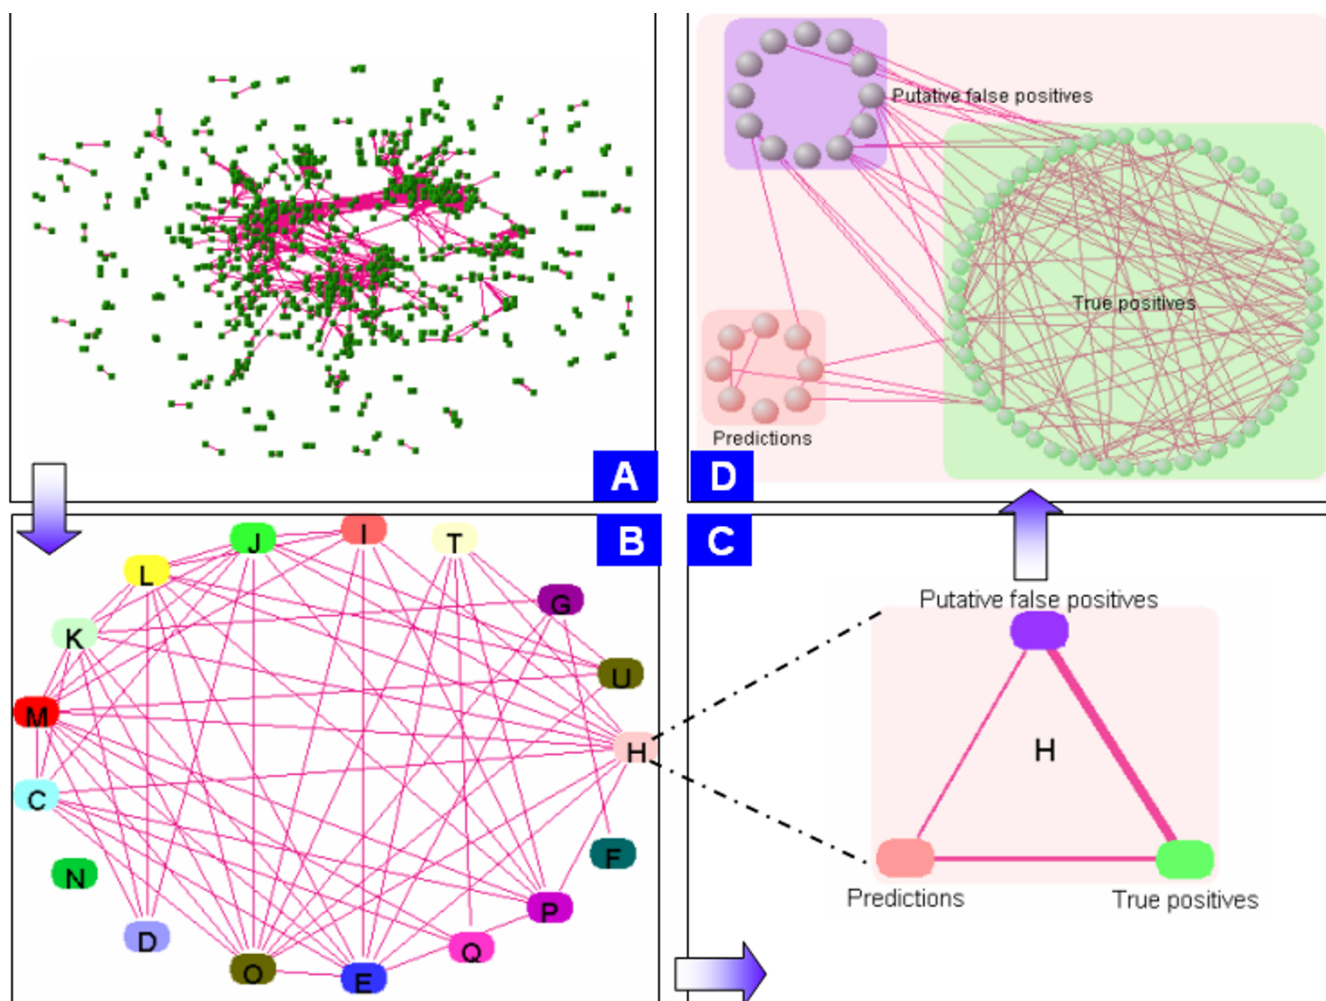 Putative false positives
True positives
Predictions
A
D
B
C
J
I
T
L
G
K
U
M
H
C
N
F
D
P
O
E
Q
Putative false positives
H
Predictions
True positives